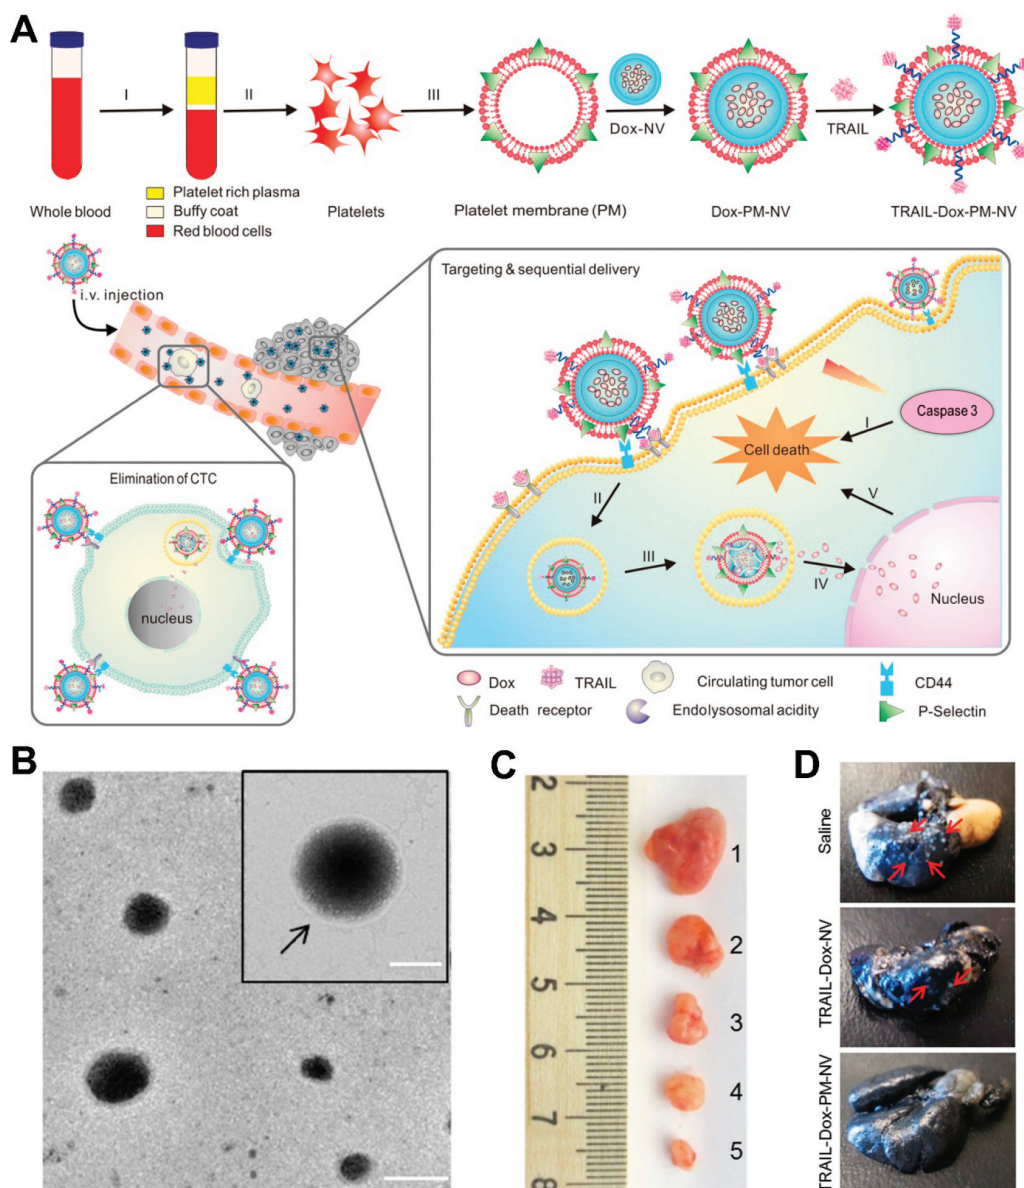 A
I
II
III
Dox-NV
TRAIL
Whole blood
Platelet rich plasma
Buffy coat
Red blood cells
Platelets
Platelet membrane (PM)
Dox-PM-NV
TRAIL-Dox-PM-NV
i.v. injection
Targeting & sequential delivery
Caspase 3
I
Cell death
II
III
IV
V
Nucleus
Elimination of CTC
nucleus
Dox
TRAIL
Circulating tumor cell
CD44
Death receptor
Endolysosomal acidity
P-Selectin
B
C
2
3
4
5
6
7
8
1
2
3
4
5
D
Saline
TRAIL-Dox-NV
TRAIL-Dox-PM-NV